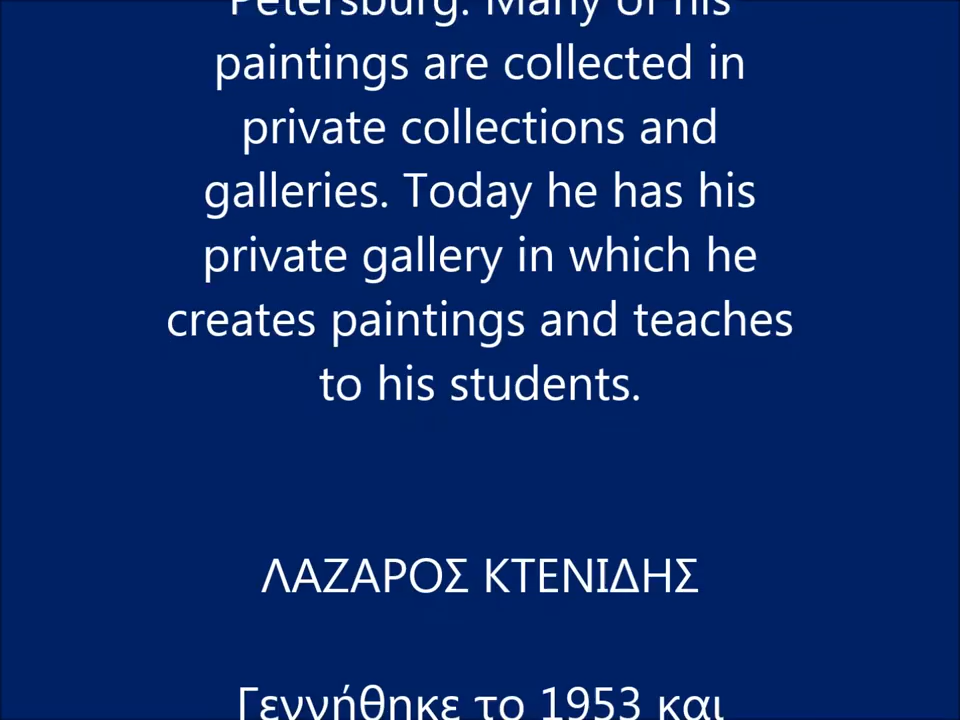 Petersburg. Many of his
paintings are collected in
private collections and
galleries. Today he has his
private gallery in which he
creates paintings and teaches
to his students.
ΛΑΖΑΡΟΣ ΚΤΕΝΙΔΗΣ
Γεννήθηκε το 1953 και